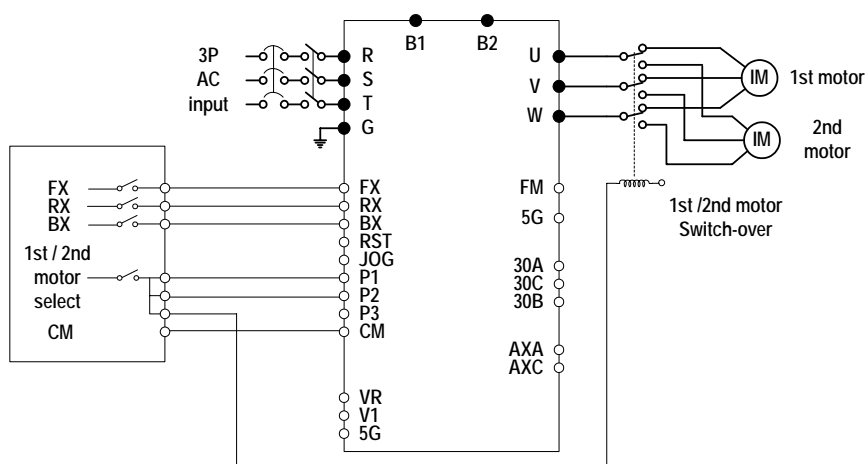 B1 B2
3P R U
AC S V IM 1st motor
input T W
G IM 2nd
motor
FX FX FM
RX RX
BX BX 5G 1st /2nd motor
1st / 2nd RST Switch-over
motor JOG 30A
select P1 30C
P2 30B
P3
CM CM
AXA
AXC
VR
V1
5G